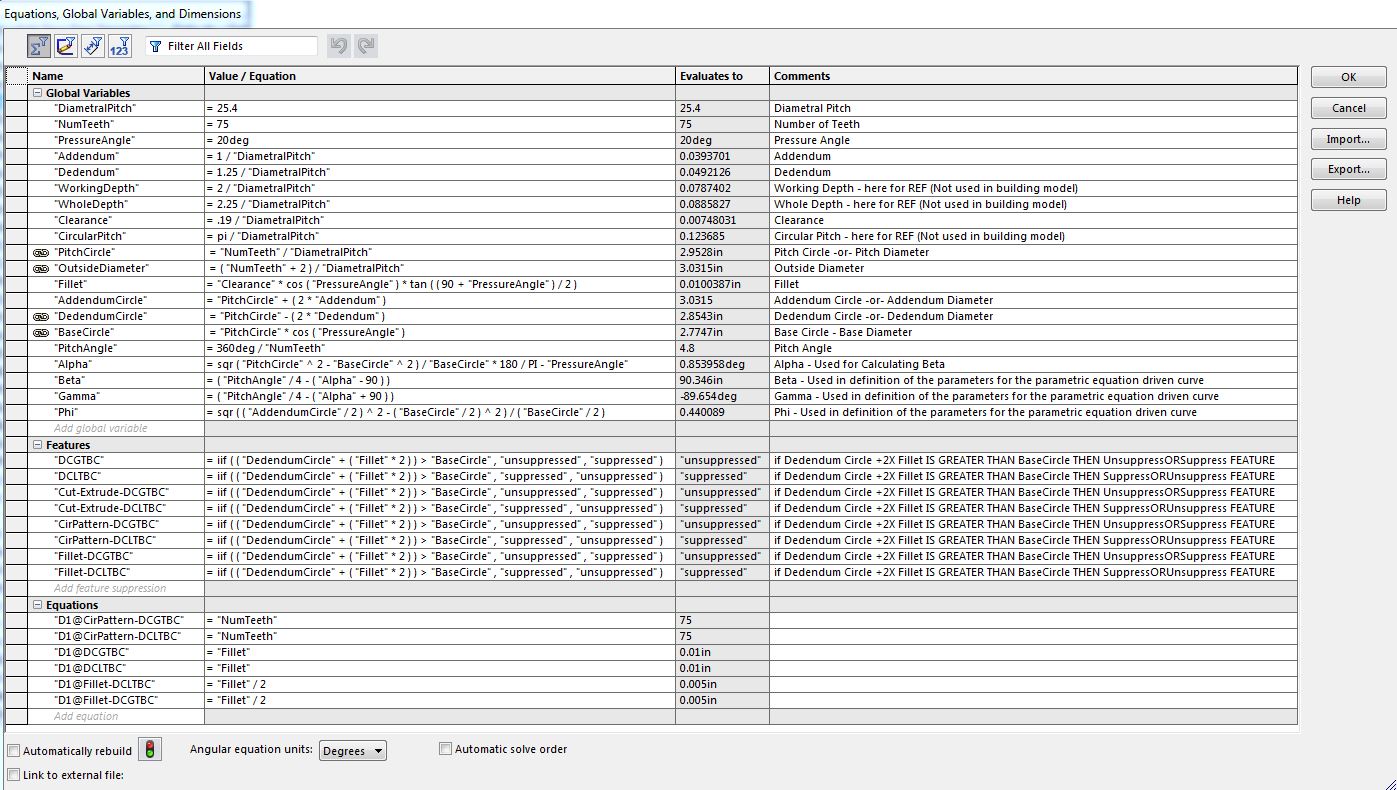 Equations, Global Variables, and Dimensions
Filter All Fields
Name Value / Equation Evaluates to Comments
Global Variables
"DiametralPitch" = 25.4 25.4 Diametral Pitch
"NumTeeth" = 75 75 Number of Teeth
"PressureAngle" = 20deg 20deg Pressure Angle
"Addendum" = 1 / "DiametralPitch" 0.0393701 Addendum
"Dedendum" = 1.25 / "DiametralPitch" 0.0492126 Dedendum
"WorkingDepth" = 2 / "DiametralPitch" 0.0787402 Working Depth - here for REF (Not used in building model)
"WholeDepth" = 2.25 / "DiametralPitch" 0.0885827 Whole Depth - here for REF (Not used in building model)
"Clearance" = .19 / "DiametralPitch" 0.00748031 Clearance
"CircularPitch" = pi / "DiametralPitch" 0.123685 Circular Pitch - here for REF (Not used in building model)
"PitchCircle" = "NumTeeth" / "DiametralPitch" 2.9528in Pitch Circle -or- Pitch Diameter
"OutsideDiameter" = ( "NumTeeth" + 2 ) / "DiametralPitch" 3.0315in Outside Diameter
"Fillet" = "Clearance" * cos ( "PressureAngle" ) * tan ( ( 90 + "PressureAngle" ) / 2 ) 0.0100387in Fillet
"AddendumCircle" = "PitchCircle" + ( 2 * "Addendum" ) 3.0315 Addendum Circle -or- Addendum Diameter
"DedendumCircle" = "PitchCircle" - ( 2 * "Dedendum" ) 2.8543in Dedendum Circle -or- Dedendum Diameter
"BaseCircle" = "PitchCircle" * cos ( "PressureAngle" ) 2.7747in Base Circle - Base Diameter
"PitchAngle" = 360deg / "NumTeeth" 4.8 Pitch Angle
"Alpha" = sqr ( "PitchCircle" ^ 2 - "BaseCircle" ^ 2 ) / "BaseCircle" * 180 / PI - "PressureAngle" 0.853958deg Alpha - Used for Calculating Beta
"Beta" = ( "PitchAngle" / 4 - ( "Alpha" - 90 ) ) 90.346in Beta - Used in definition of the parameters for the parametric equation driven curve
"Gamma" = ( "PitchAngle" / 4 - ( "Alpha" + 90 ) ) -89.654deg Gamma - Used in definition of the parameters for the parametric equation driven curve
"Phi" = sqr ( ( "AddendumCircle" / 2 ) ^ 2 - ( "BaseCircle" / 2 ) ^ 2 ) / ( "BaseCircle" / 2 ) 0.440089 Phi - Used in definition of the parameters for the parametric equation driven curve
Add global variable
Features
"DCGTBC" = iif ( ( "DedendumCircle" + ( "Fillet" * 2 ) ) > "BaseCircle" , "unsuppressed" , "suppressed" ) "unsuppressed" if Dedendum Circle +2X Fillet IS GREATER THAN BaseCircle THEN UnsuppressORSuppress FEATURE
"DCLTBC" = iif ( ( "DedendumCircle" + ( "Fillet" * 2 ) ) > "BaseCircle" , "suppressed" , "unsuppressed" ) "suppressed" if Dedendum Circle +2X Fillet IS GREATER THAN BaseCircle THEN SuppressORUnsuppress FEATURE
"Cut-Extrude-DCGTBC" = iif ( ( "DedendumCircle" + ( "Fillet" * 2 ) ) > "BaseCircle" , "unsuppressed" , "suppressed" ) "unsuppressed" if Dedendum Circle +2X Fillet IS GREATER THAN BaseCircle THEN UnsuppressORSuppress FEATURE
"Cut-Extrude-DCLTBC" = iif ( ( "DedendumCircle" + ( "Fillet" * 2 ) ) > "BaseCircle" , "suppressed" , "unsuppressed" ) "suppressed" if Dedendum Circle +2X Fillet IS GREATER THAN BaseCircle THEN SuppressORUnsuppress FEATURE
"CirPattern-DCGTBC" = iif ( ( "DedendumCircle" + ( "Fillet" * 2 ) ) > "BaseCircle" , "unsuppressed" , "suppressed" ) "unsuppressed" if Dedendum Circle +2X Fillet IS GREATER THAN BaseCircle THEN UnsuppressORSuppress FEATURE
"CirPattern-DCLTBC" = iif ( ( "DedendumCircle" + ( "Fillet" * 2 ) ) > "BaseCircle" , "suppressed" , "unsuppressed" ) "suppressed" if Dedendum Circle +2X Fillet IS GREATER THAN BaseCircle THEN SuppressORUnsuppress FEATURE
"Fillet-DCGTBC" = iif ( ( "DedendumCircle" + ( "Fillet" * 2 ) ) > "BaseCircle" , "unsuppressed" , "suppressed" ) "unsuppressed" if Dedendum Circle +2X Fillet IS GREATER THAN BaseCircle THEN UnsuppressORSuppress FEATURE
"Fillet-DCLTBC" = iif ( ( "DedendumCircle" + ( "Fillet" * 2 ) ) > "BaseCircle" , "suppressed" , "unsuppressed" ) "suppressed" if Dedendum Circle +2X Fillet IS GREATER THAN BaseCircle THEN SuppressORUnsuppress FEATURE
Add feature suppression
Equations
"D1@CirPattern-DCGTBC" = "NumTeeth" 75
"D1@CirPattern-DCLTBC" = "NumTeeth" 75
"D1@DCGTBC" = "Fillet" 0.01in
"D1@DCLTBC" = "Fillet" 0.01in
"D1@Fillet-DCLTBC" = "Fillet" / 2 0.005in
"D1@Fillet-DCGTBC" = "Fillet" / 2 0.005in
Add equation
OK
Cancel
Import...
Export...
Help
Automatically rebuild Angular equation units: Degrees Automatic solve order
Link to external file: